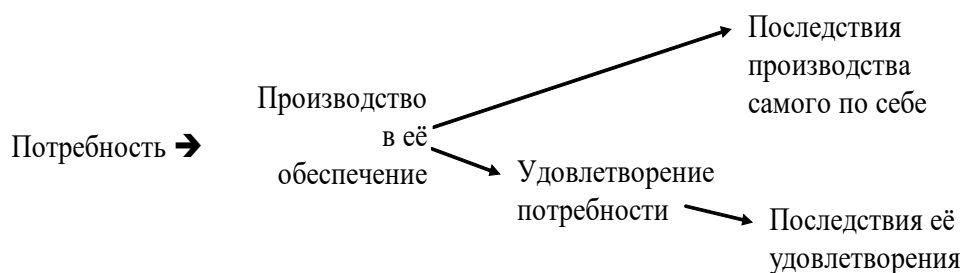 Потребность ➔
Производство
в её
обеспечение
Последствия
производства
самого по себе
Удовлетворение
потребности
Последствия её
удовлетворения